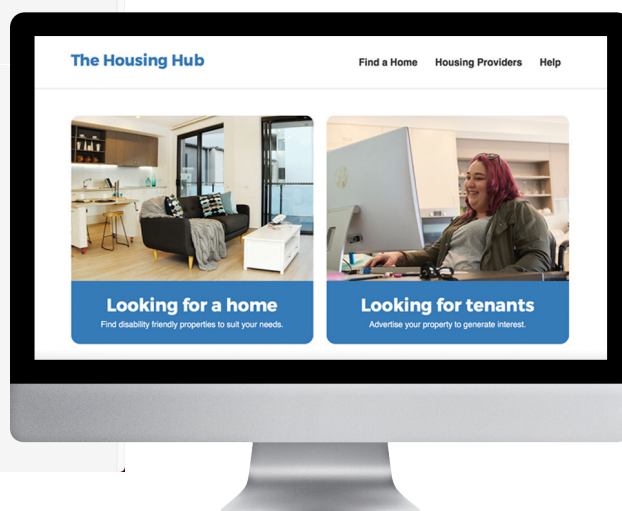 The Housing Hub
Find a Home Housing Providers Help
Looking for a home
Find disability friendly properties to suit your needs.
Looking for tenants
Advertise your property to generate interest.